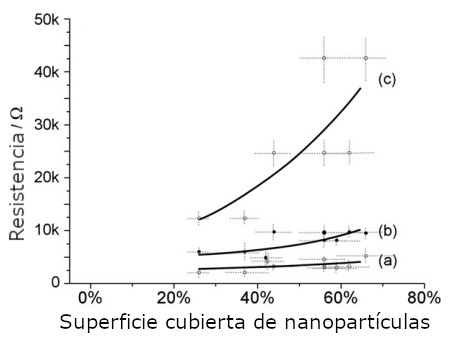 50k
40k
30k
20k
10k
0
Resistencia / Ω
(c)
(b)
(a)
0%
20%
40%
60%
80%
Superficie cubierta de nanopartículas